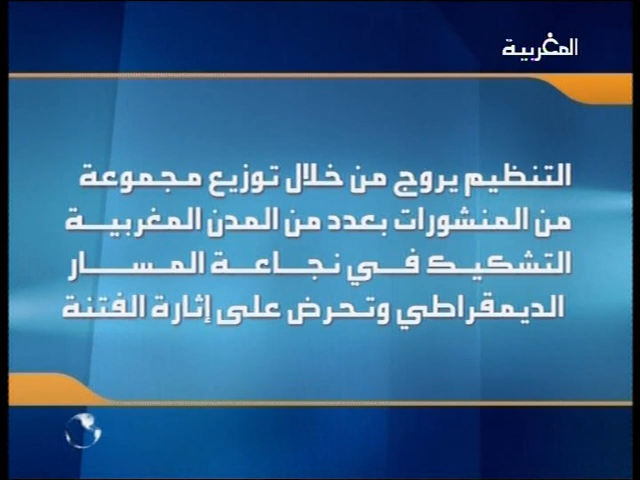 المغربية
التنظيم يروج من خلال توزيع مجموعة
من المنشورات بعدد من المدن المغربية
التشكيك في نجاعة المسار
الديمقراطي وتحرض على إثارة الفتنة